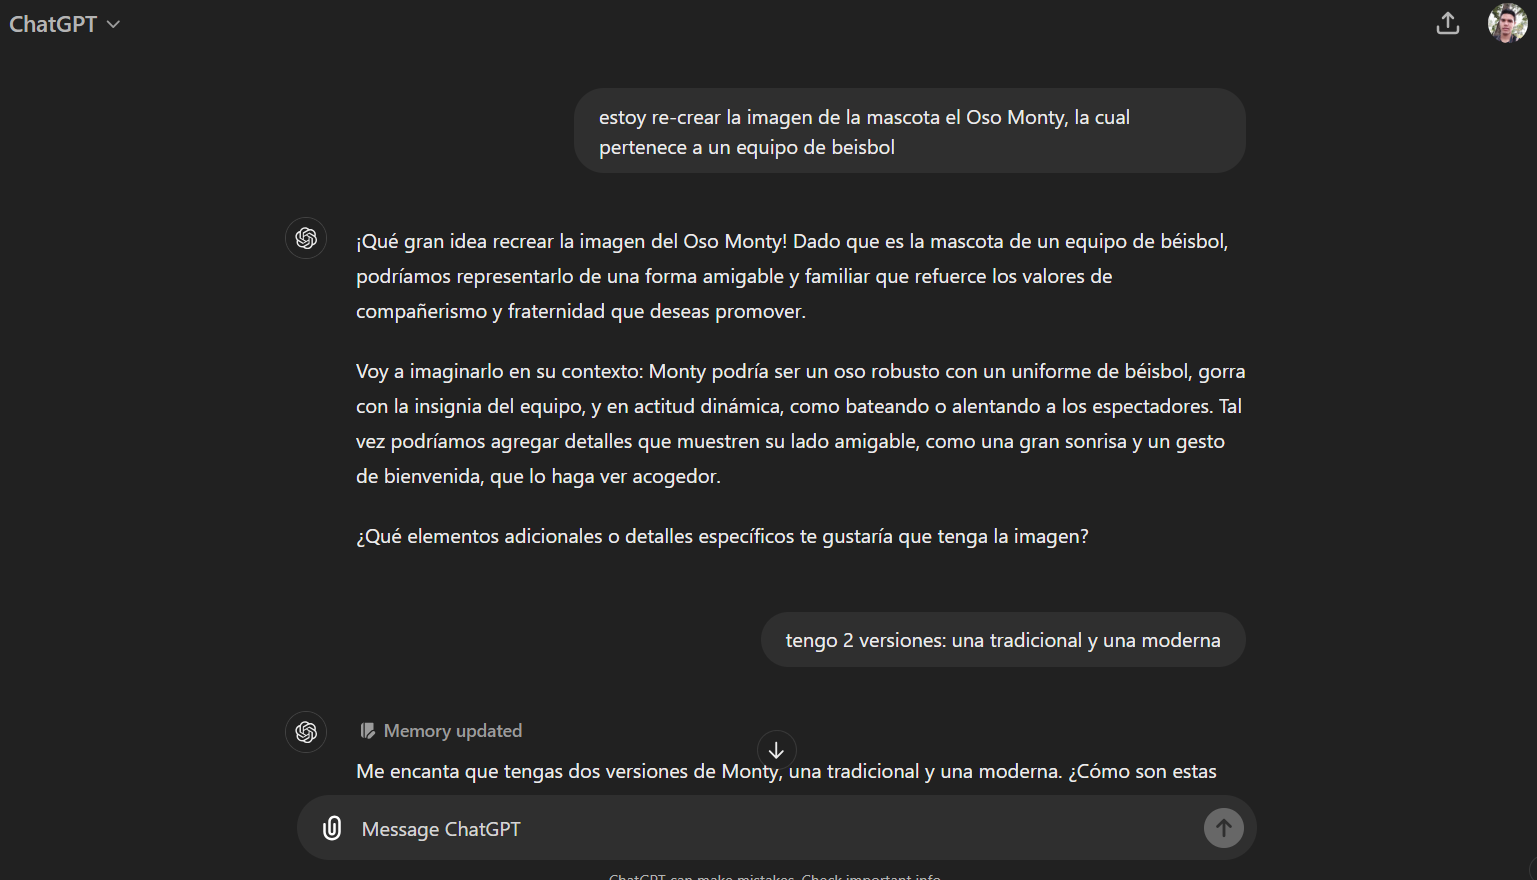 ChatGPT
estoy re-crear la imagen de la mascota el Oso Monty, la cual
pertenece a un equipo de beisbol
¡Qué gran idea recrear la imagen del Oso Monty! Dado que es la mascota de un equipo de béisbol,
podríamos representarlo de una forma amigable y familiar que refuerce los valores de
compañerismo y fraternidad que deseas promover.
Voy a imaginarlo en su contexto: Monty podría ser un oso robusto con un uniforme de béisbol, gorra
con la insignia del equipo, y en actitud dinámica, como bateando o alentando a los espectadores. Tal
vez podríamos agregar detalles que muestren su lado amigable, como una gran sonrisa y un gesto
de bienvenida, que lo haga ver acogedor.
¿Qué elementos adicionales o detalles específicos te gustaría que tenga la imagen?
tengo 2 versiones: una tradicional y una moderna
Memory updated
Me encanta que tengas dos versiones de Monty, una tradicional y una moderna. ¿Cómo son estas
Message ChatGPT
ChatGPT can make mistakes. Check important info.